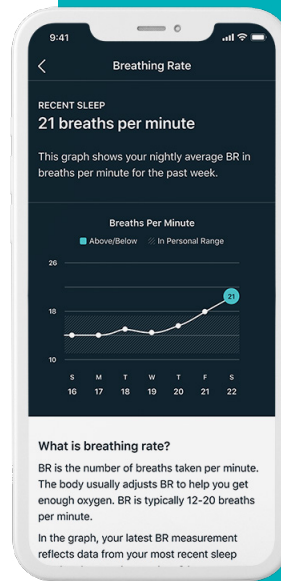 9:41
Breathing Rate
RECENT SLEEP
21 breaths per minute
This graph shows your nightly average BR in
breaths per minute for the past week.
Breaths Per Minute
Above/Below In Personal Range
26
21
18
10
S M T W T F S
16 17 18 19 20 21 22
What is breathing rate?
BR is the number of breaths taken per minute.
The body usually adjusts BR to help you get
enough oxygen. BR is typically 12-20 breaths
per minute.
In the graph, your latest BR measurement
reflects data from your most recent sleep